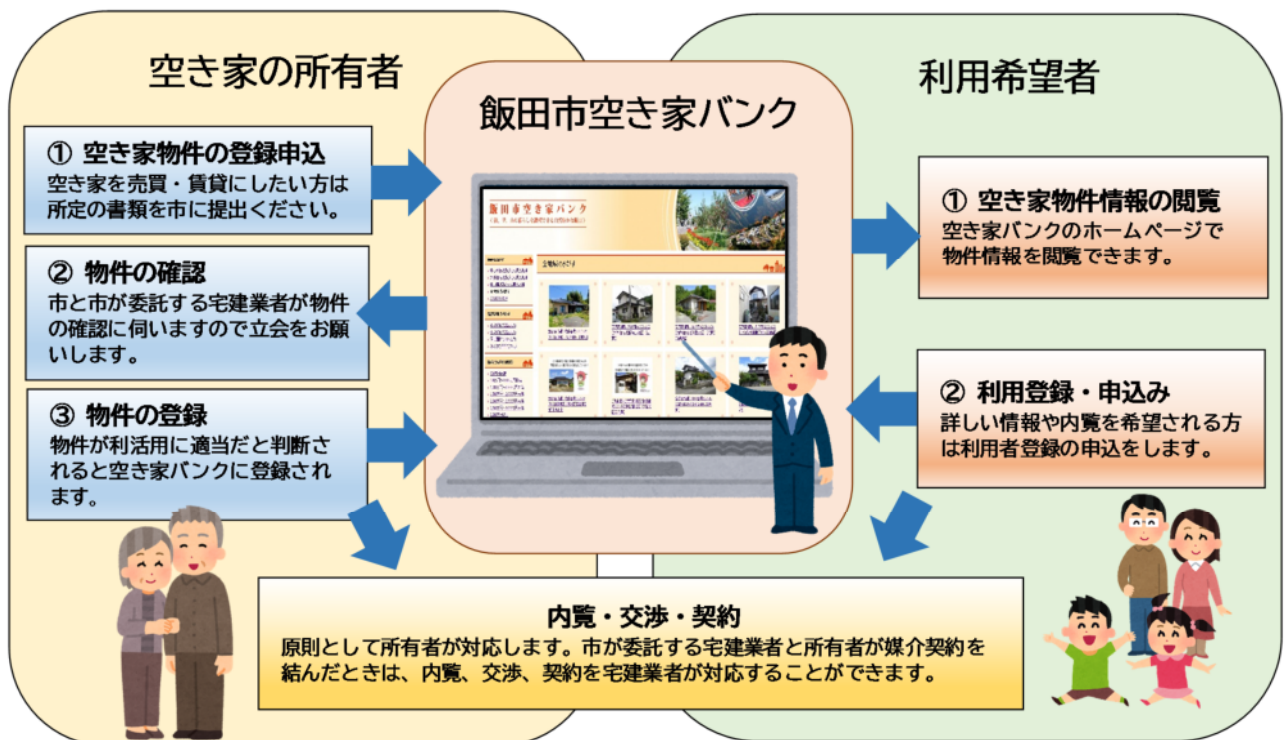 空き家の所有者
① 空き家物件の登録申込
空き家を売買・賃貸にしたい方は
所定の書類を市に提出ください。
② 物件の確認
市と市が委託する宅建業者が物件
の確認に伺いますので立会をお願
いします。
③ 物件の登録
物件が利活用に適当だと判断さ
れると空き家バンクに登録され
ます。
飯田市空き家バンク
飯田市空き家バンク
利用希望者
① 空き家物件情報の閲覧
空き家バンクのホームページで
物件情報を閲覧できます。
② 利用登録・申込み
詳しい情報や内覧を希望される方
は利用者登録の申込をします。
内覧・交渉・契約
原則として所有者が対応します。市が委託する宅建業者と所有者が媒介契約を
結んだときは、内覧、交渉、契約を宅建業者が対応することができます。